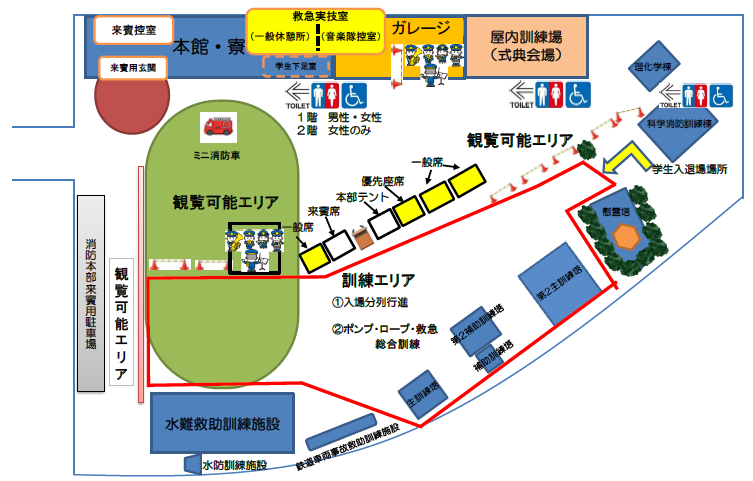 来賓控室
来賓用玄関
本館・寮
救急実技室
(一般休憩所)
(音楽隊控室)
学生下足室
ガレージ
屋内訓練場
(式典会場)
理化学棟
科学消防訓練棟
学生入退場場所
TOILET
1階　男性・女性
2階　女性のみ
TOILET
TOILET
ミニ消防車
観覧可能エリア
観覧可能エリア
一般席
優先座席
本部テント
来賓席
一般席
慰霊塔
消防本部来賓用駐車場
観覧可能エリア
訓練エリア
①入場分列行進
②ポンプ・ロープ・救急
総合訓練
第2主訓練塔
第2補助訓練塔
補助訓練塔
主訓練塔
水難救助訓練施設
水防訓練施設
鉄道車両事故救助訓練施設